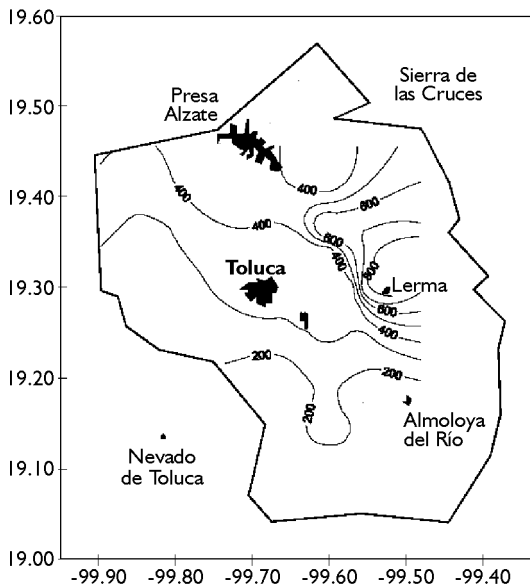 19.60
19.50
19.40
19.30
19.20
19.10
19.00
Sierra de
las Cruces
Presa
Alzate
400
400
600
400
600
400
Toluca
Lerma
600
400
200
200
200
Almoloya
del Río
Nevado
de Toluca
-99.90
-99.80
-99.70
-99.60
-99.50
-99.40